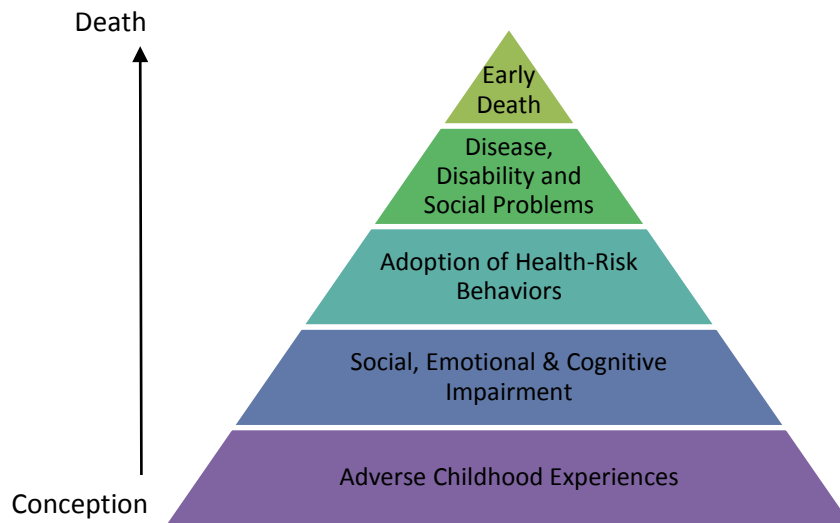 Death
Early
Death
Disease,
Disability and
Social Problems
Adoption of Health-Risk
Behaviors
Social, Emotional & Cognitive
Impairment
Adverse Childhood Experiences
Conception